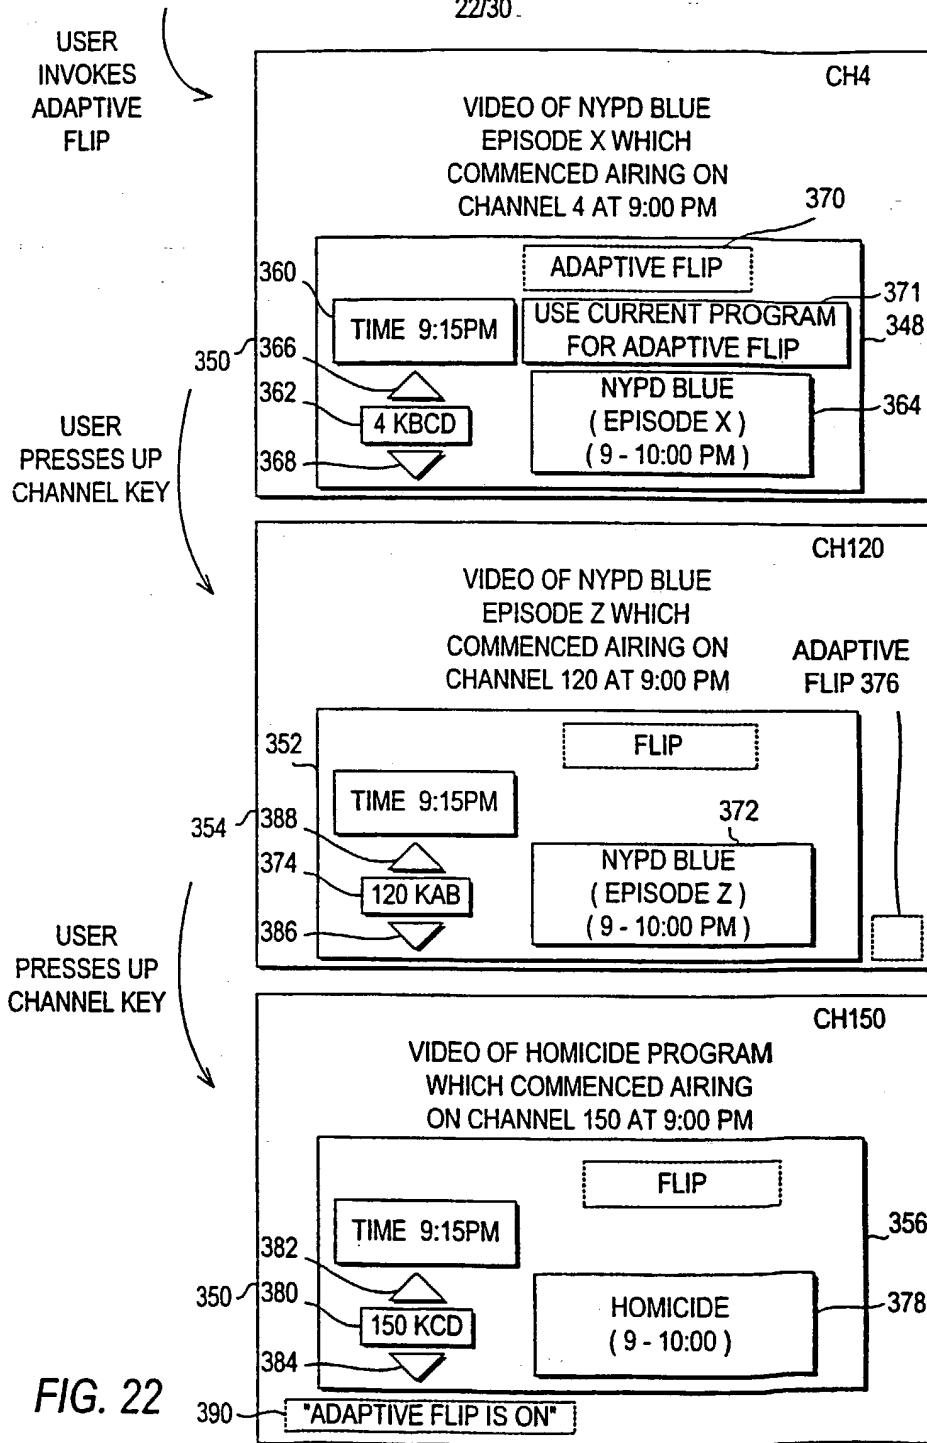 22/30
USER
INVOKES
ADAPTIVE
FLIP
CH4
VIDEO OF NYPD BLUE
EPISODE X WHICH
COMMENCED AIRING ON
CHANNEL 4 AT 9:00 PM
370
ADAPTIVE FLIP
360
371
TIME 9:15PM
USE CURRENT PROGRAM
FOR ADAPTIVE FLIP
348
350
366
362
4 KBCD
368
NYPD BLUE
( EPISODE X )
( 9 - 10:00 PM )
364
USER
PRESSES UP
CHANNEL KEY
CH120
VIDEO OF NYPD BLUE
EPISODE Z WHICH
COMMENCED AIRING ON
CHANNEL 120 AT 9:00 PM
ADAPTIVE
FLIP 376
352
FLIP
TIME 9:15PM
354
388
374
120 KAB
386
372
NYPD BLUE
( EPISODE Z )
( 9 - 10:00 PM )
USER
PRESSES UP
CHANNEL KEY
CH150
VIDEO OF HOMICIDE PROGRAM
WHICH COMMENCED AIRING
ON CHANNEL 150 AT 9:00 PM
FLIP
356
TIME 9:15PM
382
350
380
150 KCD
384
HOMICIDE
( 9 - 10:00 )
378
FIG. 22
390
"ADAPTIVE FLIP IS ON"